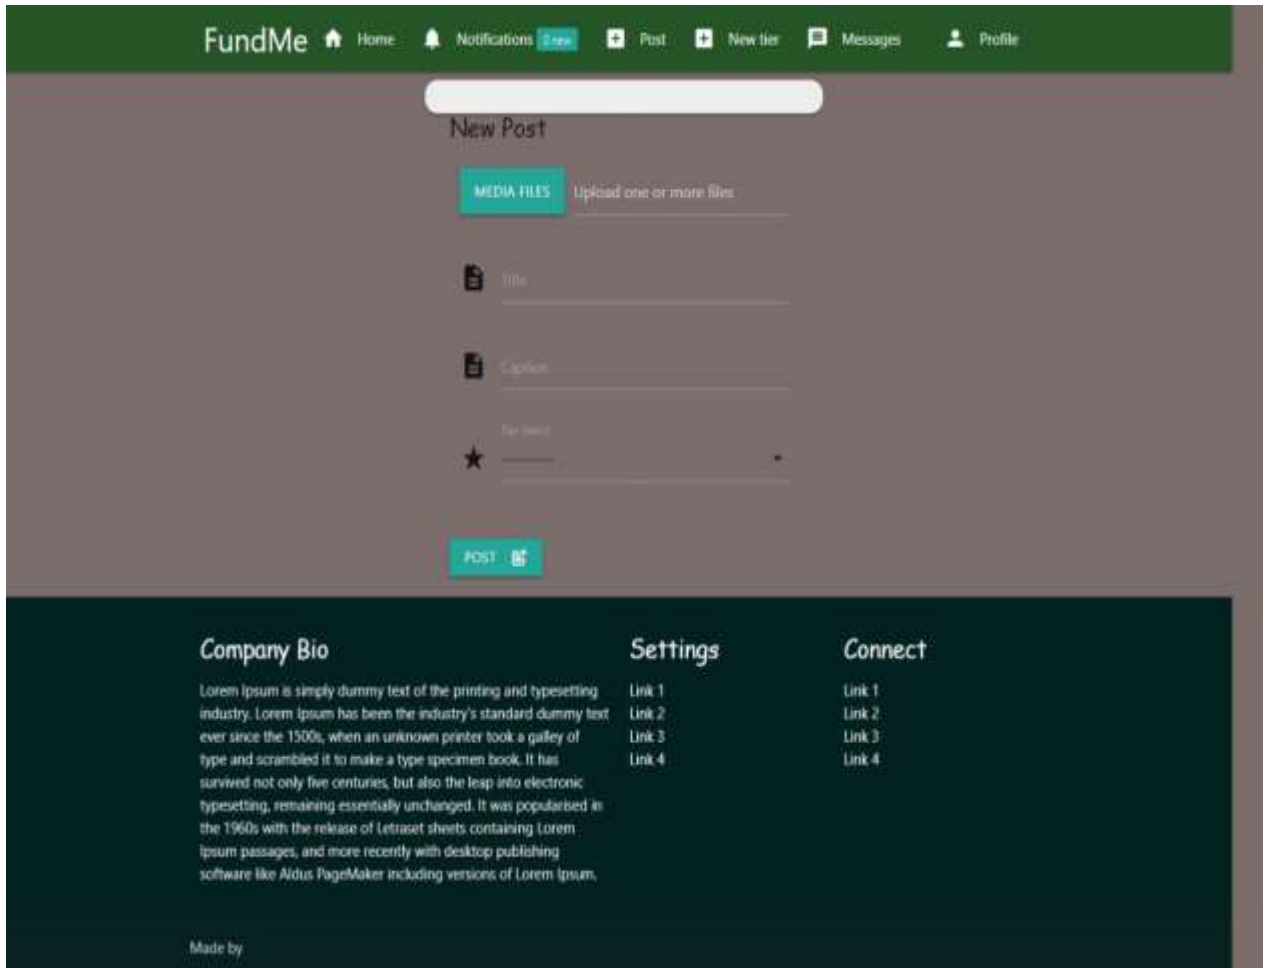 FundMe Home Notifications 0 new Post New tier Messages Profile
New Post
MEDIA FILES Upload one or more files
Title
Caption
POST
Company Bio
Lorem Ipsum is simply dummy text of the printing and typesetting
industry. Lorem Ipsum has been the industry's standard dummy text
ever since the 1500s, when an unknown printer took a galley of
type and scrambled it to make a type specimen book. It has
survived not only five centuries, but also the leap into electronic
typesetting, remaining essentially unchanged. It was popularised in
the 1960s with the release of Letraset sheets containing Lorem
Ipsum passages, and more recently with desktop publishing
software like Aldus PageMaker including versions of Lorem Ipsum.
Settings
Link 1
Link 2
Link 3
Link 4
Connect
Link 1
Link 2
Link 3
Link 4
Made by